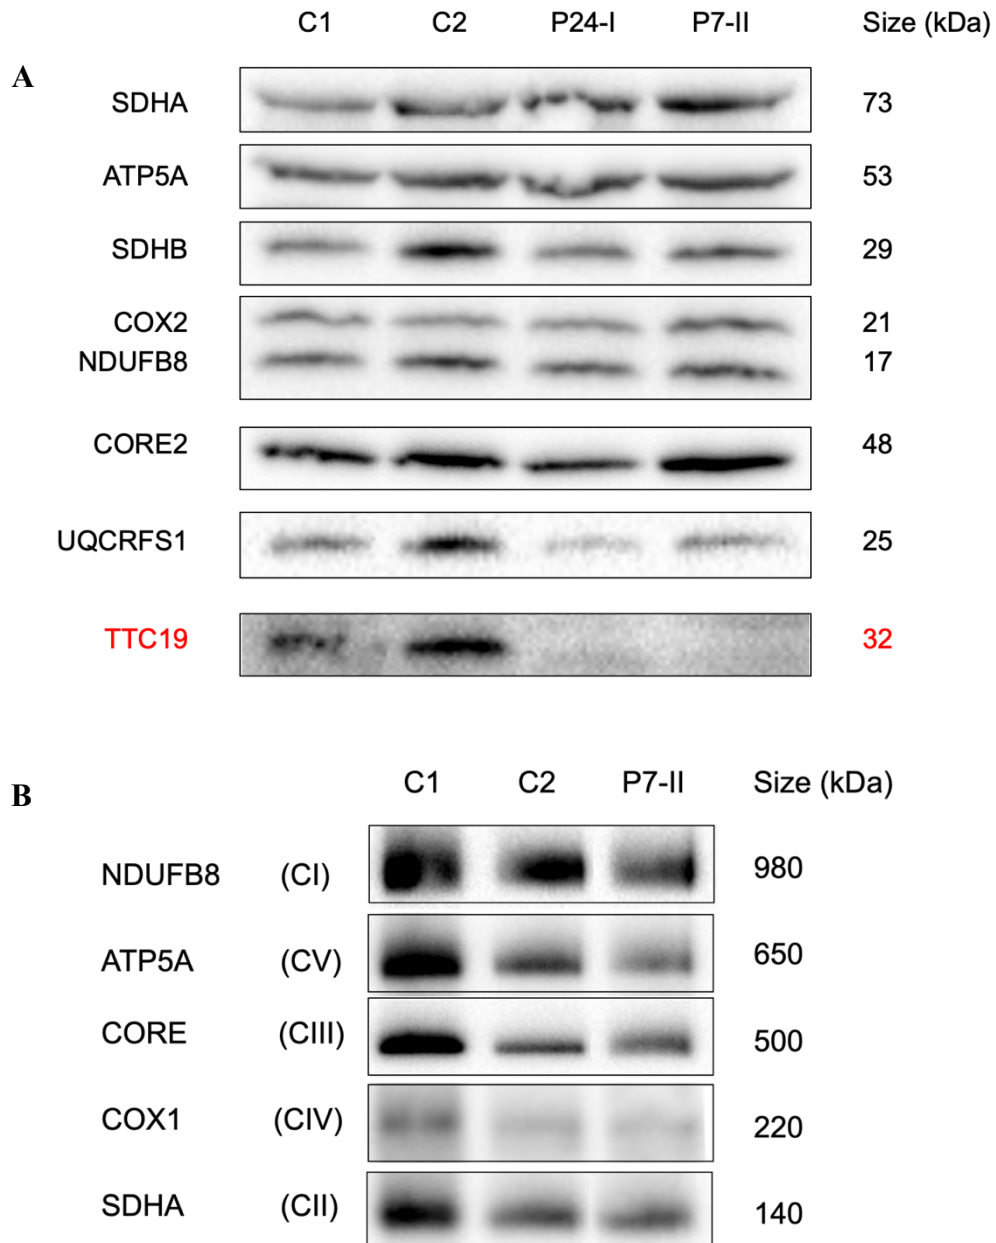 C1 C2 P24-I P7-II Size (kDa)
A
SDHA 73
ATP5A 53
SDHB 29
COX2 21
NDUFB8 17
CORE2 48
UQCRFS1 25
TTC19 32
C1 C2 P7-II Size (kDa)
B
NDUFB8 (CI) 980
ATP5A (CV) 650
CORE (CIII) 500
COX1 (CIV) 220
SDHA (CII) 140